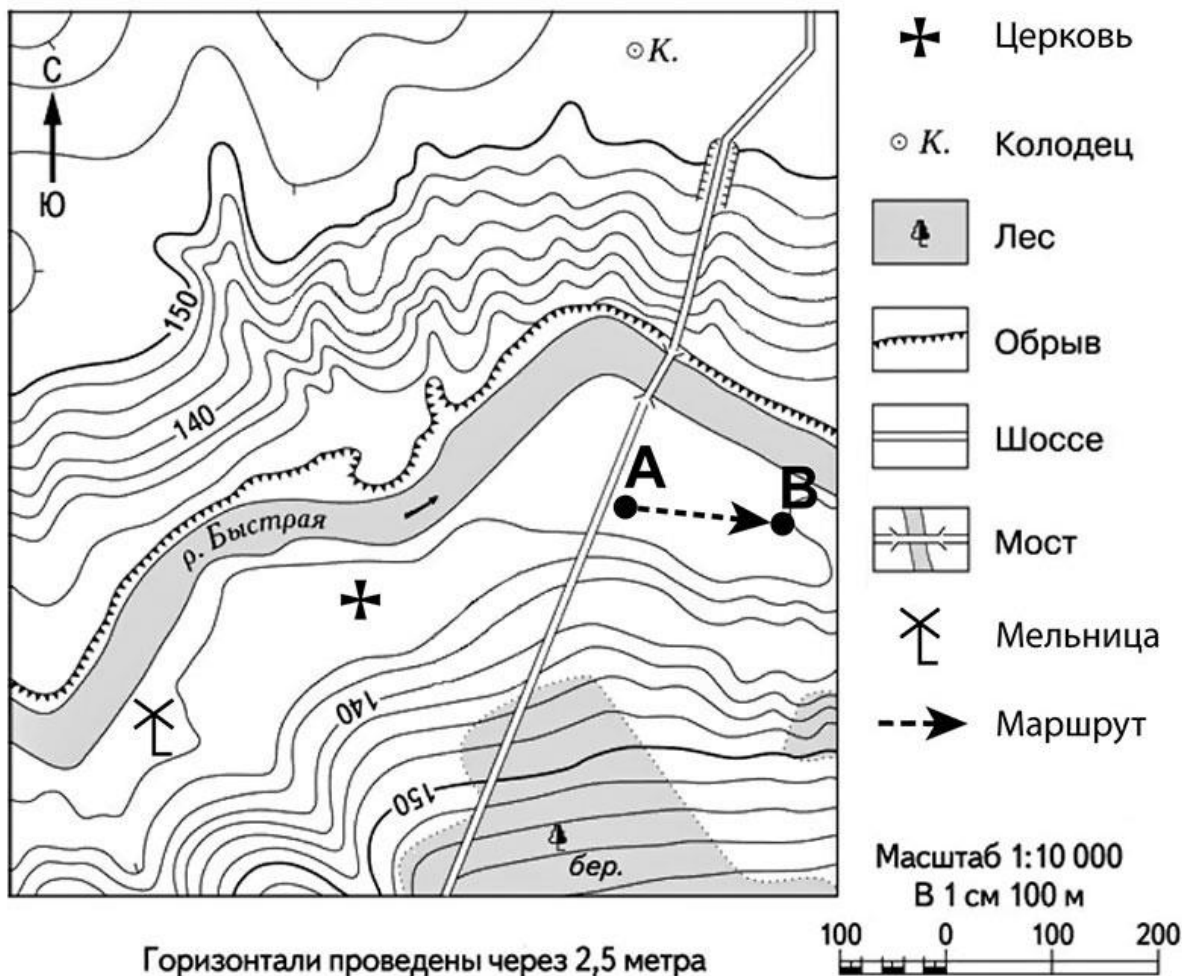 С
Ю
К.
150
140
р. Быстрая
А
В
140
150
бер.
Горизонтали проведены через 2,5 метра
Церковь
К.
Колодец
Лес
Обрыв
Шоссе
Мост
Мельница
Маршрут
Масштаб 1:10 000
В 1 см 100 м
100 0 100 200